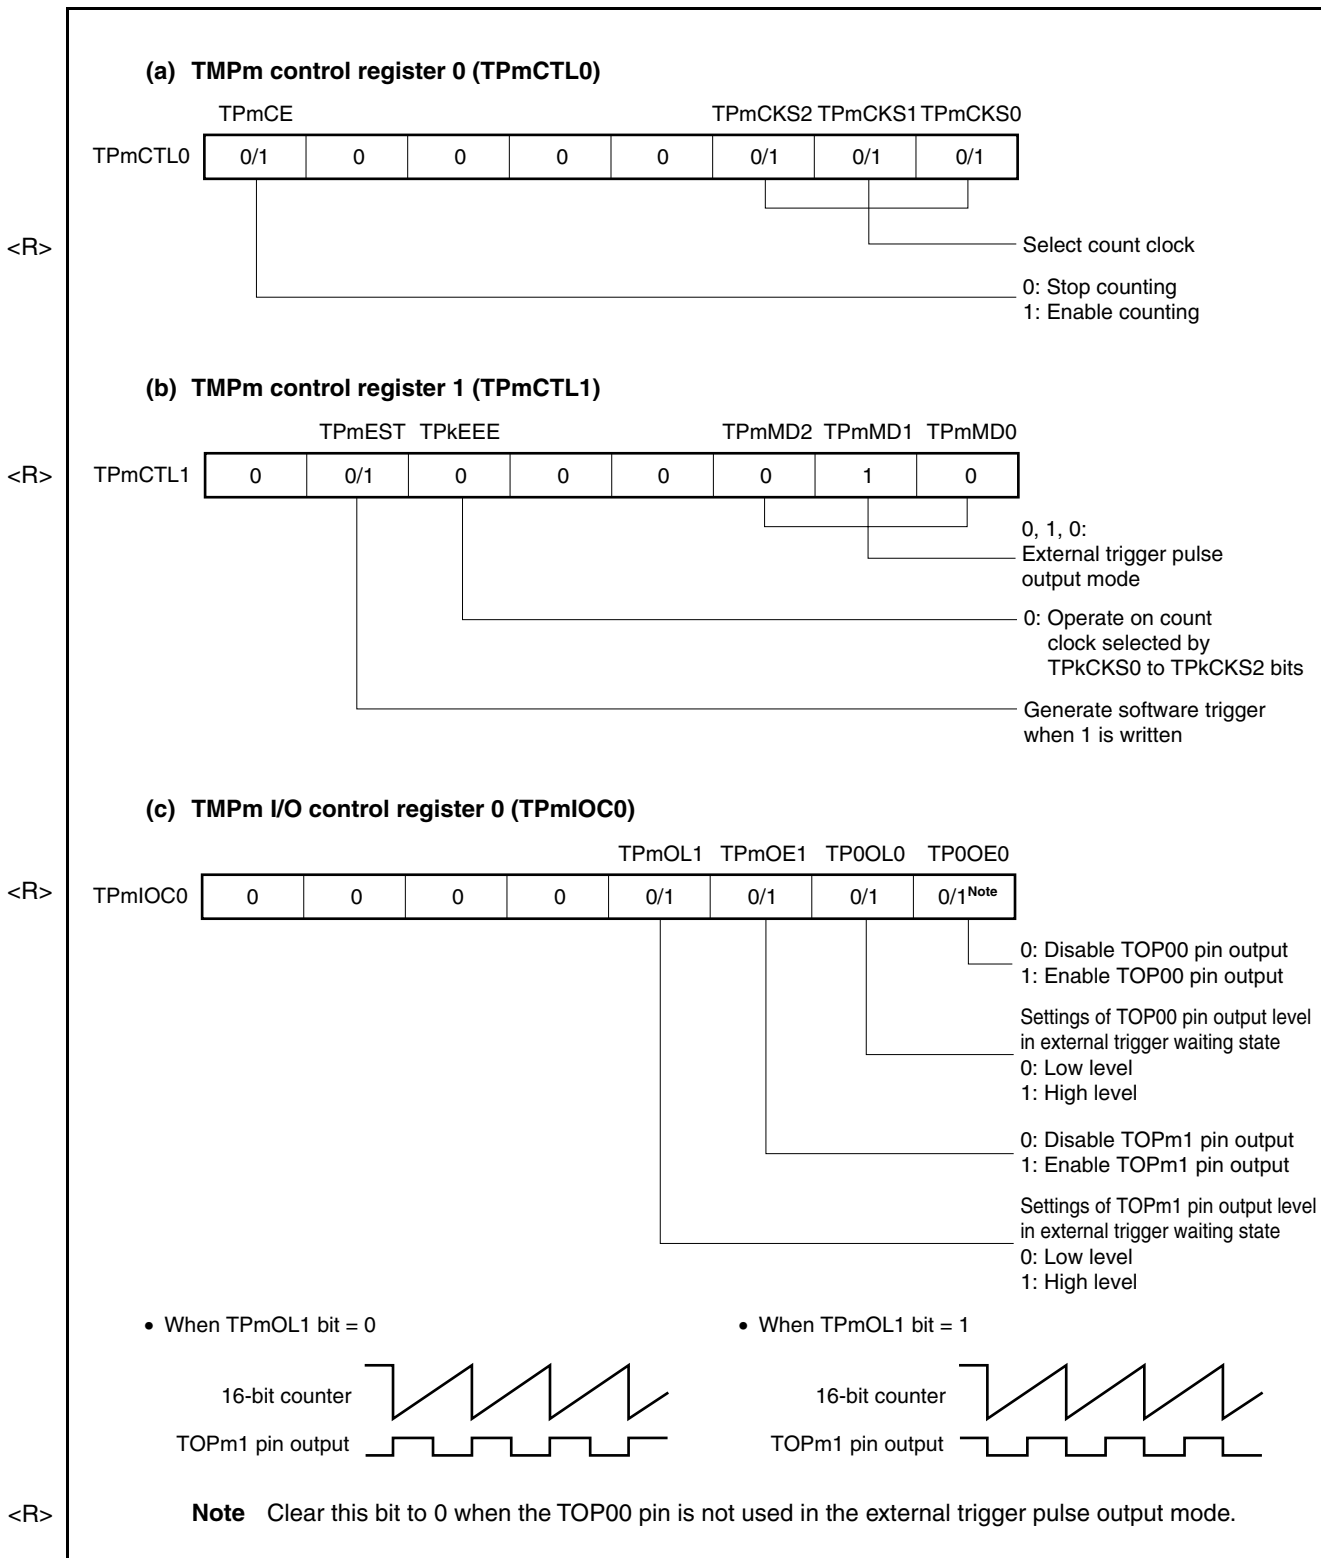 (a) TMPm control register 0 (TPmCTL0)
TPmCE TPmCKS2 TPmCKS1 TPmCKS0
TPmCTL0 0/1 0 0 0 0 0/1 0/1 0/1
<R>
Select count clock
0: Stop counting
1: Enable counting
(b) TMPm control register 1 (TPmCTL1)
TPmEST TPkEEE TPmMD2 TPmMD1 TPmMD0
<R> TPmCTL1 0 0/1 0 0 0 0 1 0
0, 1, 0:
External trigger pulse
output mode
0: Operate on count
clock selected by
TPkCKS0 to TPkCKS2 bits
Generate software trigger
when 1 is written
(c) TMPm I/O control register 0 (TPmIOC0)
TPmOL1 TPmOE1 TP0OL0 TP0OE0
<R> TPmIOC0 0 0 0 0 0/1 0/1 0/1 0/1Note
0: Disable TOP00 pin output
1: Enable TOP00 pin output
Settings of TOP00 pin output level
in external trigger waiting state
0: Low level
1: High level
0: Disable TOPm1 pin output
1: Enable TOPm1 pin output
Settings of TOPm1 pin output level
in external trigger waiting state
0: Low level
1: High level
• When TPmOL1 bit = 0
16-bit counter
TOPm1 pin output
• When TPmOL1 bit = 1
16-bit counter
TOPm1 pin output
<R> Note Clear this bit to 0 when the TOP00 pin is not used in the external trigger pulse output mode.